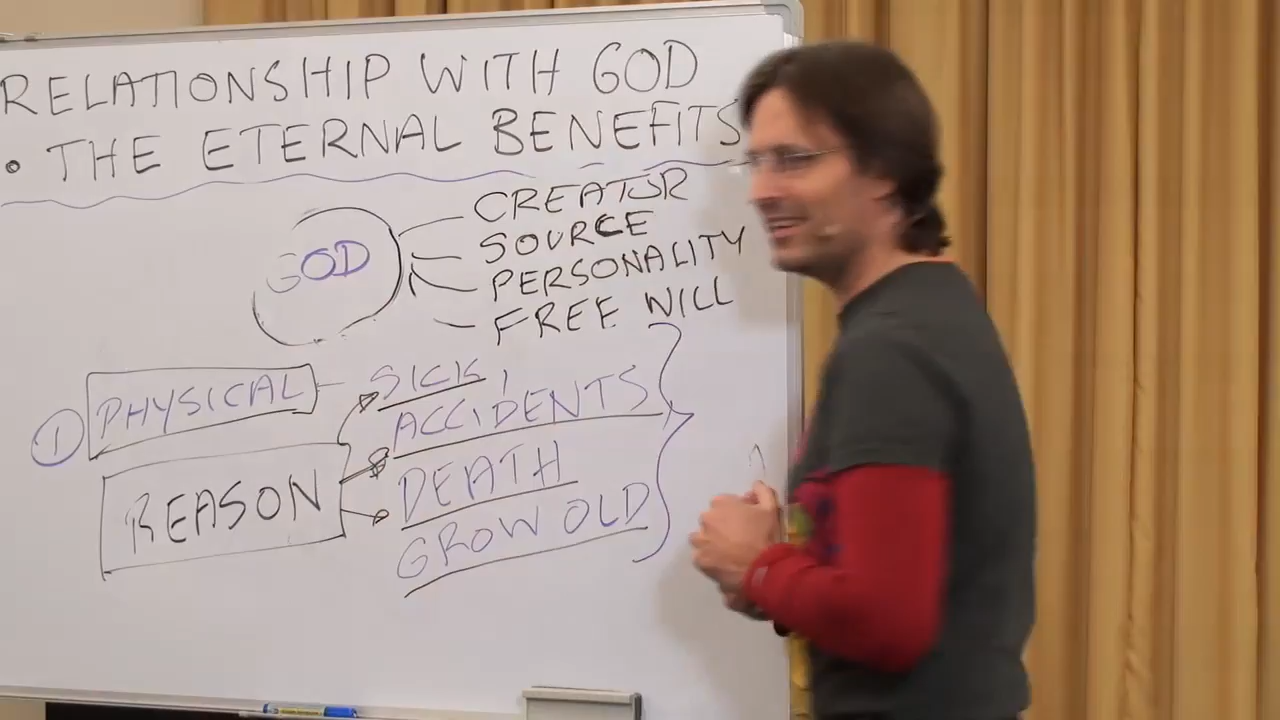 RELATIONSHIP WITH GOD
• THE ETERNAL BENEFITS
GOD
CREATOR
SOURCE
PERSONALITY
FREE WILL
① PHYSICAL
SICK,
ACCIDENTS
REASON
DEATH
GROW OLD